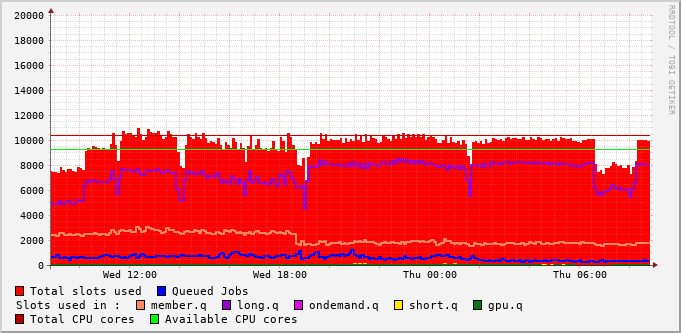 20000
18000
16000
14000
12000
10000
8000
6000
4000
2000
0
Wed 12:00 Wed 18:00 Thu 00:00 Thu 06:00
Total slots used Queued Jobs
Slots used in : member.q long.q ondemand.q short.q gpu.q
Total CPU cores Available CPU cores
RRDTOOL / TOBI OETIKER